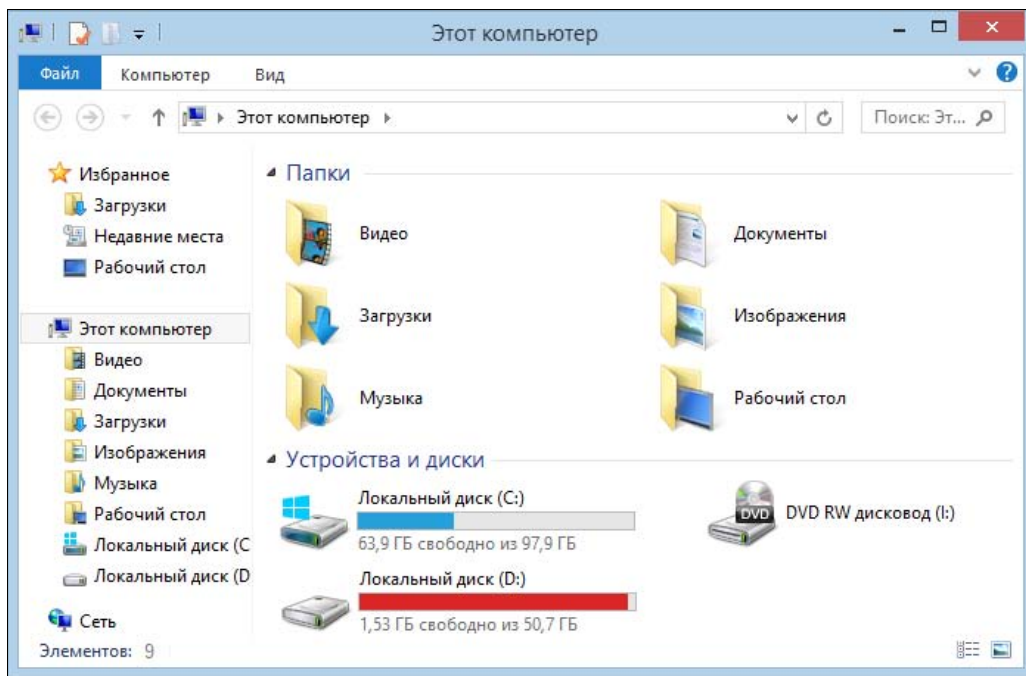 Этот компьютер
Файл Компьютер Вид
Этот компьютер
Поиск: Эт...
Избранное
Загрузки
Недавние места
Рабочий стол
Этот компьютер
Видео
Документы
Загрузки
Изображения
Музыка
Рабочий стол
Локальный диск (C
Локальный диск (D
Сеть
Папки
Видео
Документы
Загрузки
Изображения
Музыка
Рабочий стол
Устройства и диски
Локальный диск (C:)
63,9 ГБ свободно из 97,9 ГБ
DVD
DVD RW дисковод (I:)
Локальный диск (D:)
1,53 ГБ свободно из 50,7 ГБ
Элементов: 9